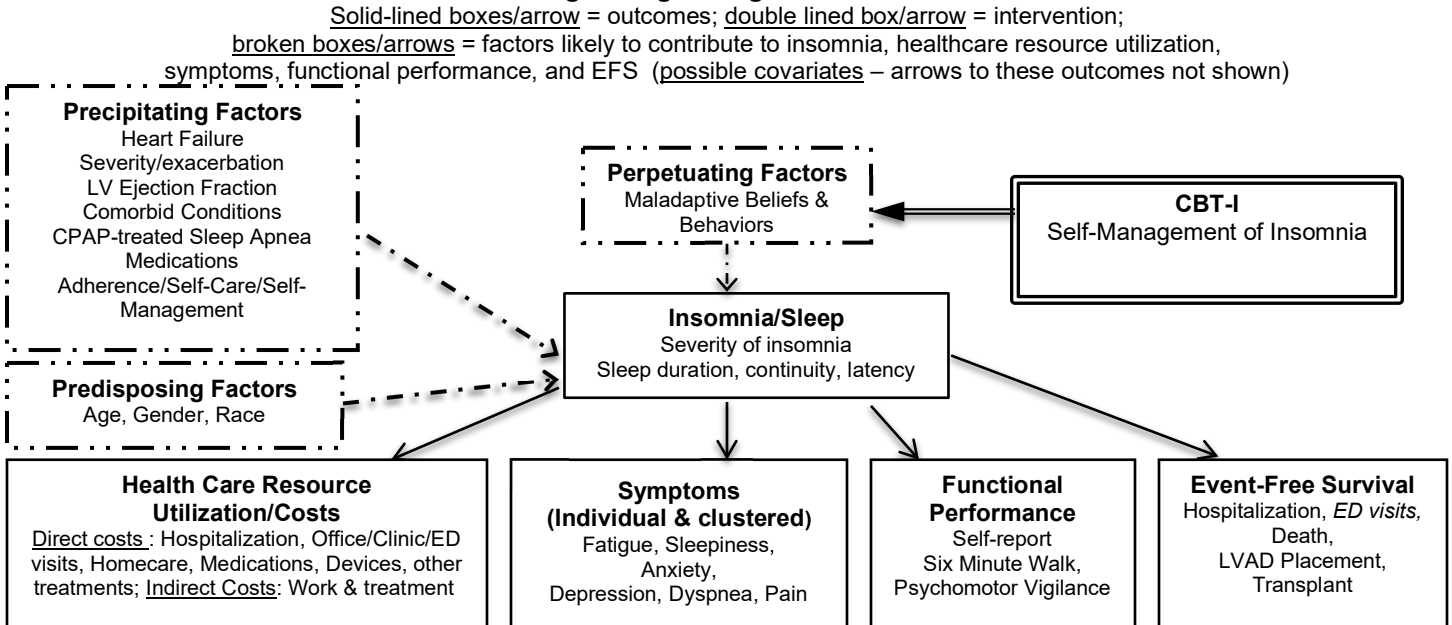 Solid-lined boxes/arrow = outcomes; double lined box/arrow = intervention;
broken boxes/arrows = factors likely to contribute to insomnia, healthcare resource utilization,
symptoms, functional performance, and EFS (possible covariates – arrows to these outcomes not shown)
Precipitating Factors
Heart Failure
Severity/exacerbation
LV Ejection Fraction
Comorbid Conditions
CPAP-treated Sleep Apnea
Medications
Adherence/Self-Care/Self-
Management
Perpetuating Factors
Maladaptive Beliefs &
Behaviors
CBT-I
Self-Management of Insomnia
Insomnia/Sleep
Severity of insomnia
Sleep duration, continuity, latency
Predisposing Factors
Age, Gender, Race
Health Care Resource
Utilization/Costs
Direct costs : Hospitalization, Office/Clinic/ED
visits, Homecare, Medications, Devices, other
treatments; Indirect Costs: Work & treatment
Symptoms
(Individual & clustered)
Fatigue, Sleepiness,
Anxiety,
Depression, Dyspnea, Pain
Functional
Performance
Self-report
Six Minute Walk,
Psychomotor Vigilance
Event-Free Survival
Hospitalization, ED visits,
Death,
LVAD Placement,
Transplant